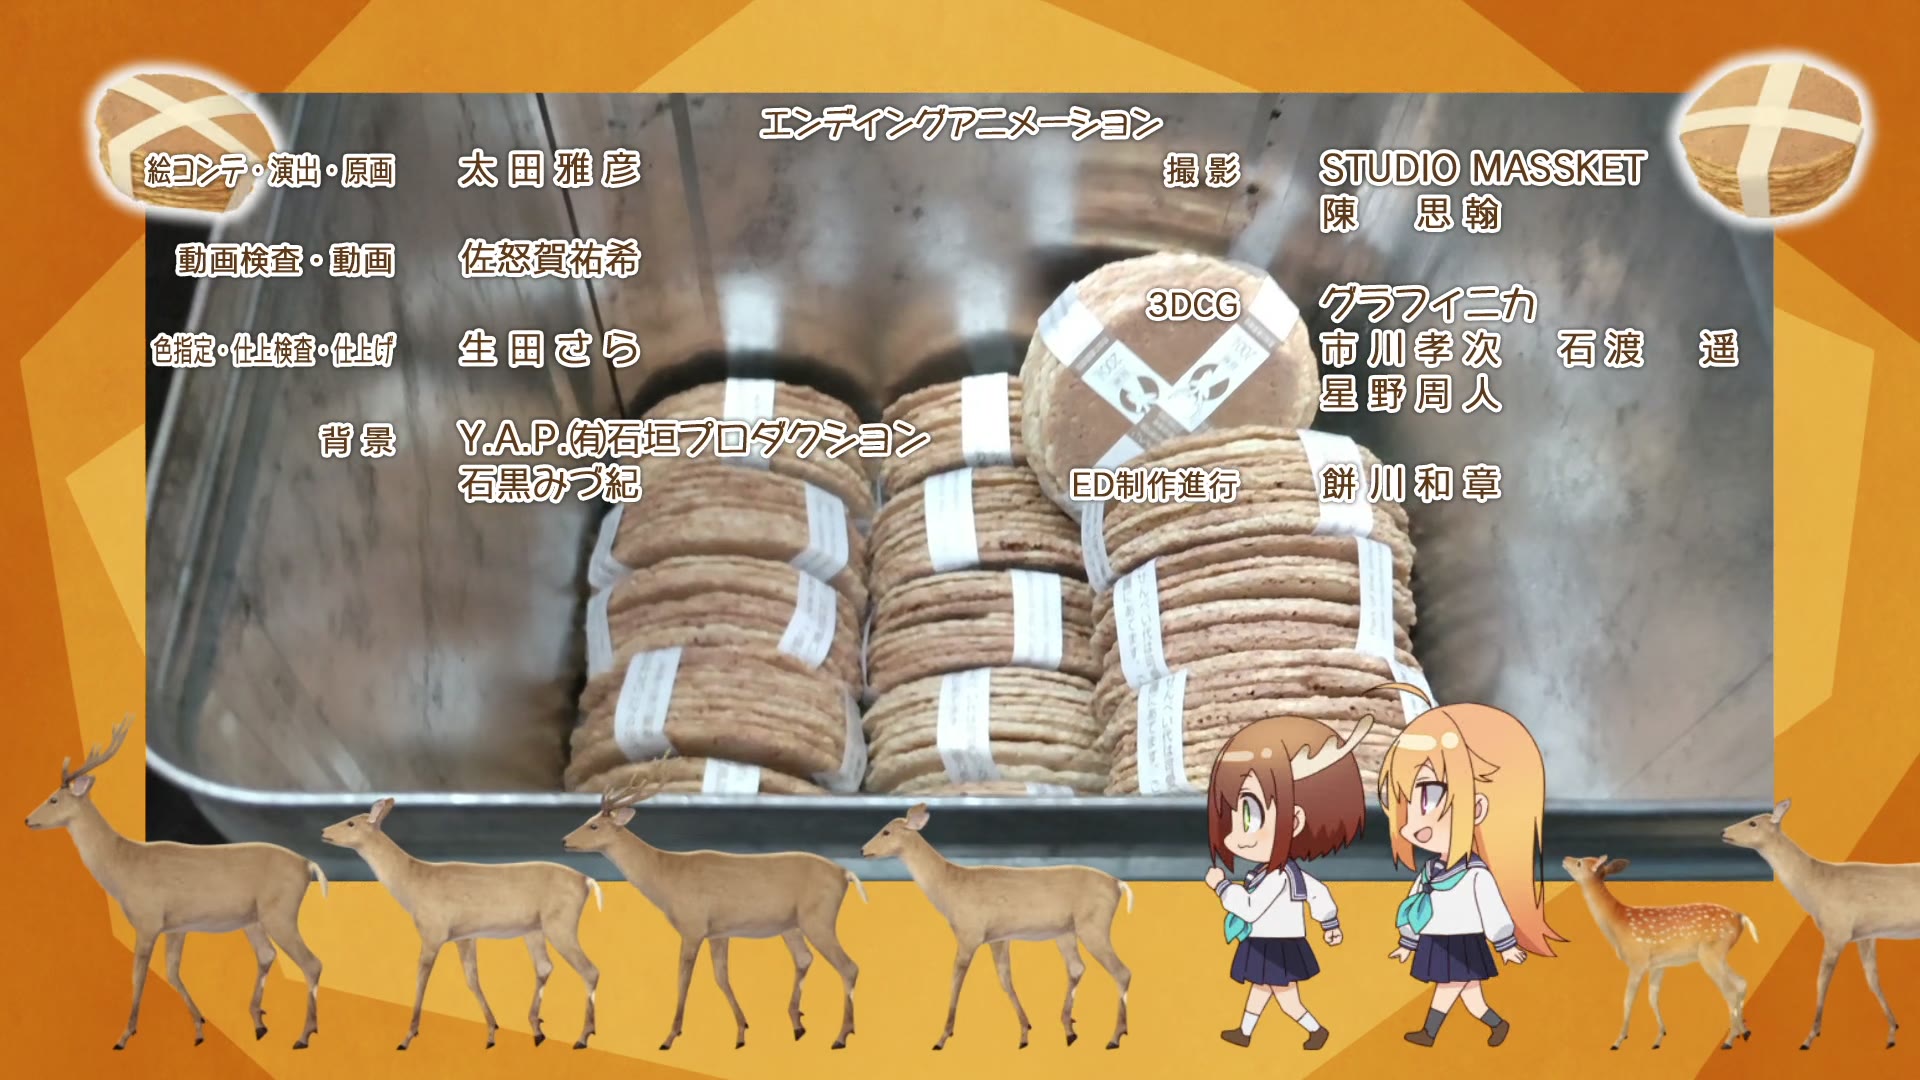 エンディングアニメーション
絵コンテ・演出・原画 太田雅彦
動画検査・動画 佐怒賀祐希
色指定・仕上検査・仕上げ 生田さら
背景 Y.A.P.㈲石垣プロダクション
石黒みづ紀
撮影 STUDIO MASSKET
陳 思翰
3DCG グラフィニカ
市川孝次 石渡 遥
星野周人
ED制作進行 餅川和章